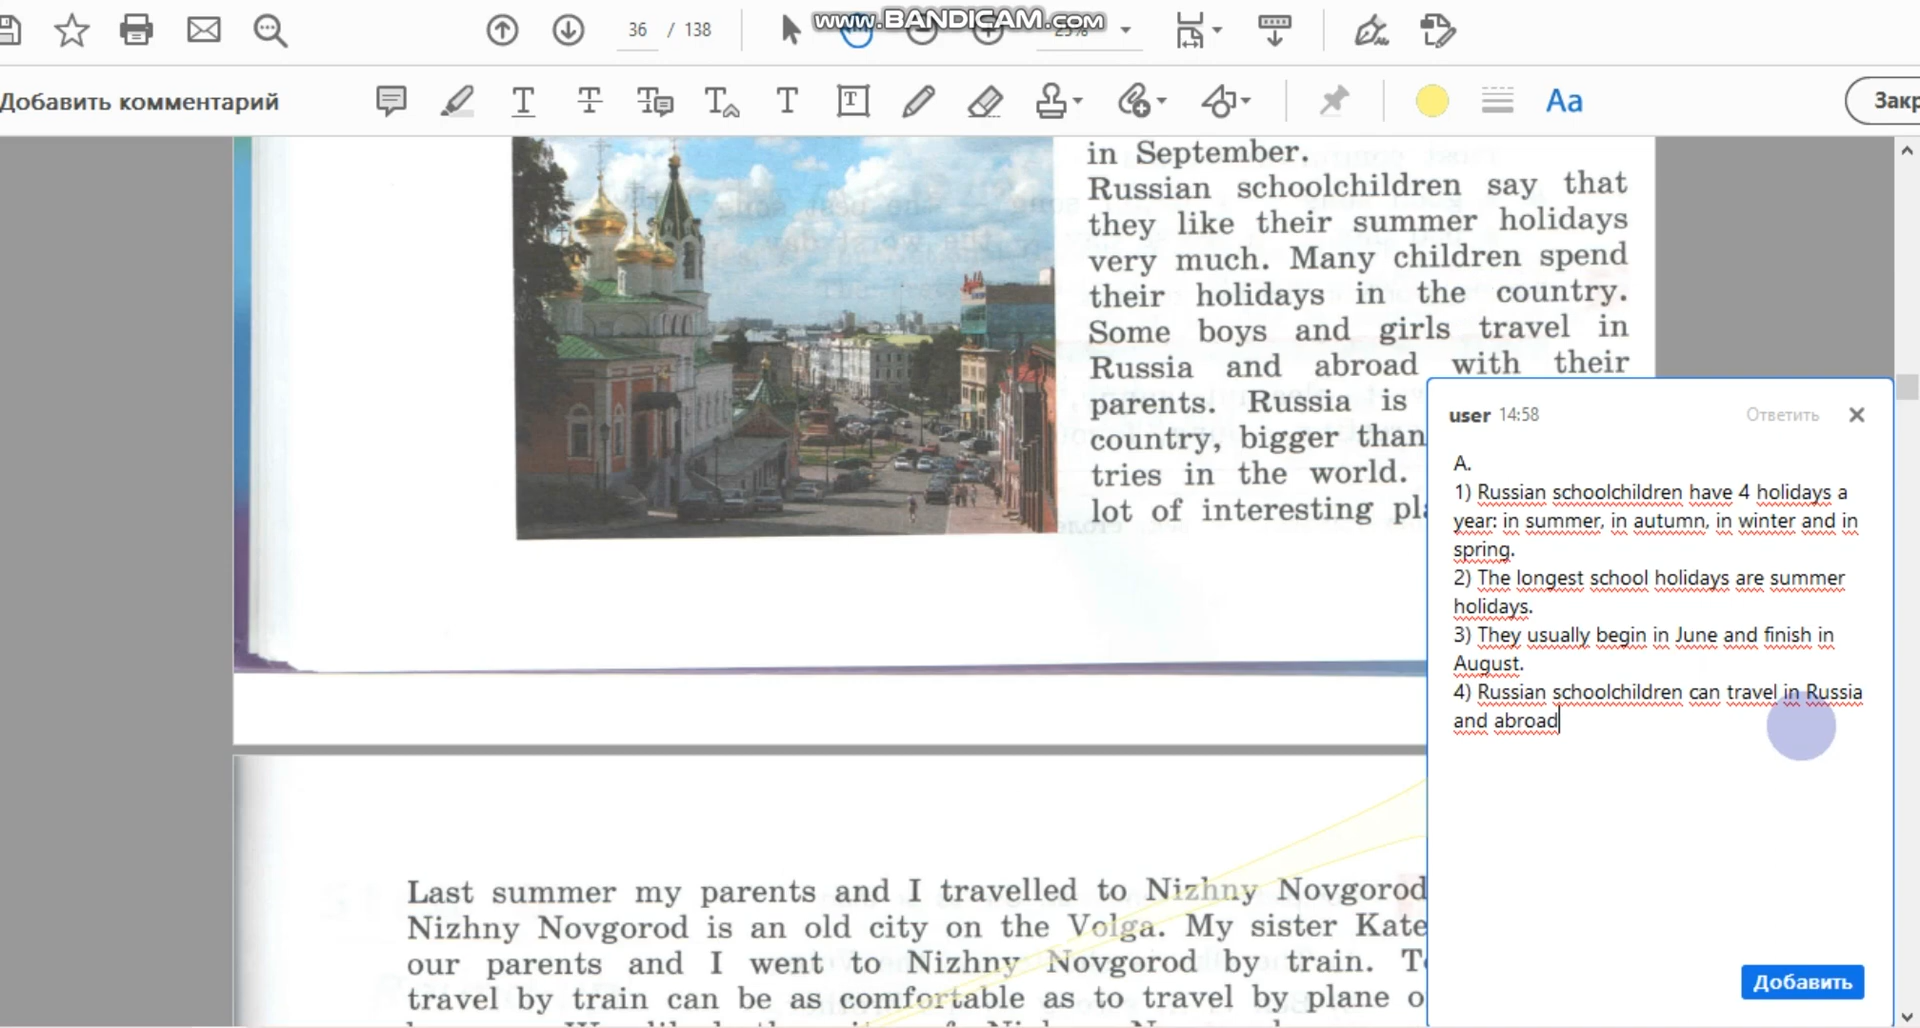 www.BANDICAM.com
36 / 138
Добавить комментарий
Aa
in September.
Russian schoolchildren say that
they like their summer holidays
very much. Many children spend
their holidays in the country.
Some boys and girls travel in
Russia and abroad with their
parents. Russia is
country, bigger than
tries in the world.
lot of interesting
user 14:58
Ответить
A.
1) Russian schoolchildren have 4 holidays a
year: in summer, in autumn, in winter and in
spring.
2) The longest school holidays are summer
holidays.
3) They usually begin in June and finish in
August.
4) Russian schoolchildren can travel in Russia
and abroad
Добавить
Last summer my parents and I travelled to Nizhny Novgorod
Nizhny Novgorod is an old city on the Volga. My sister Kate
our parents and I went to Nizhny Novgorod by train.
travel by train can be as comfortable as to travel by plane